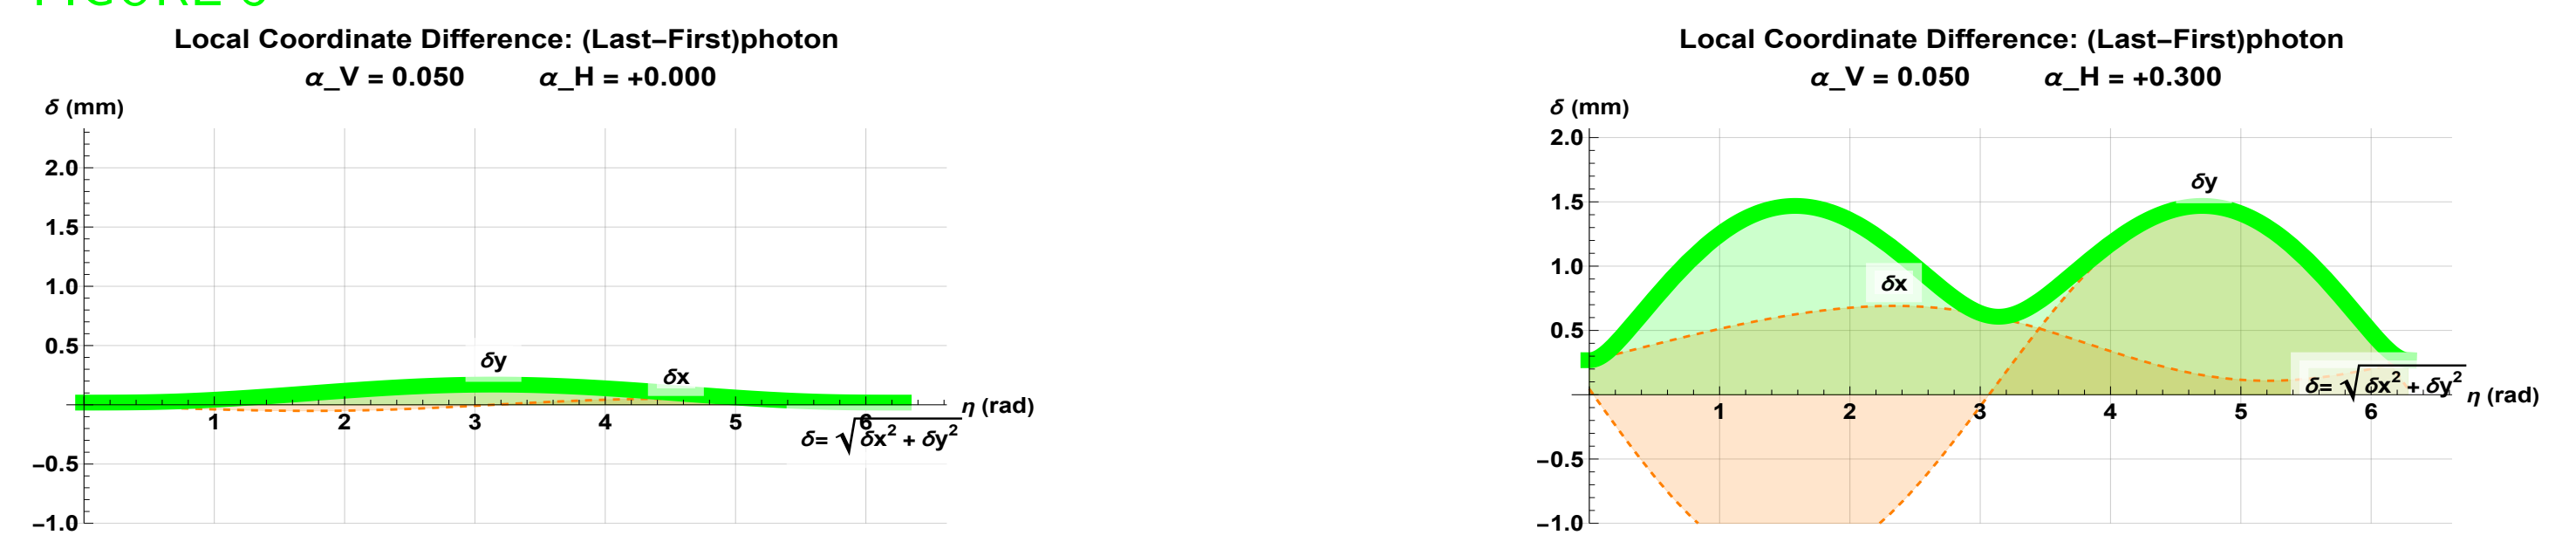 FIGURE 6
Local Coordinate Difference: (Last−First)photon
α_V = 0.050 α_H = +0.000
δ (mm)
2.0
1.5
1.0
0.5
−0.5
−1.0
δy
δx
1 2 3 4 5 6
η (rad)
δ= √δx² + δy²
Local Coordinate Difference: (Last−First)photon
α_V = 0.050 α_H = +0.300
δ (mm)
2.0
1.5
1.0
0.5
−0.5
−1.0
δy
δx
δ= √δx² + δy²
η (rad)
1 2 3 4 5 6